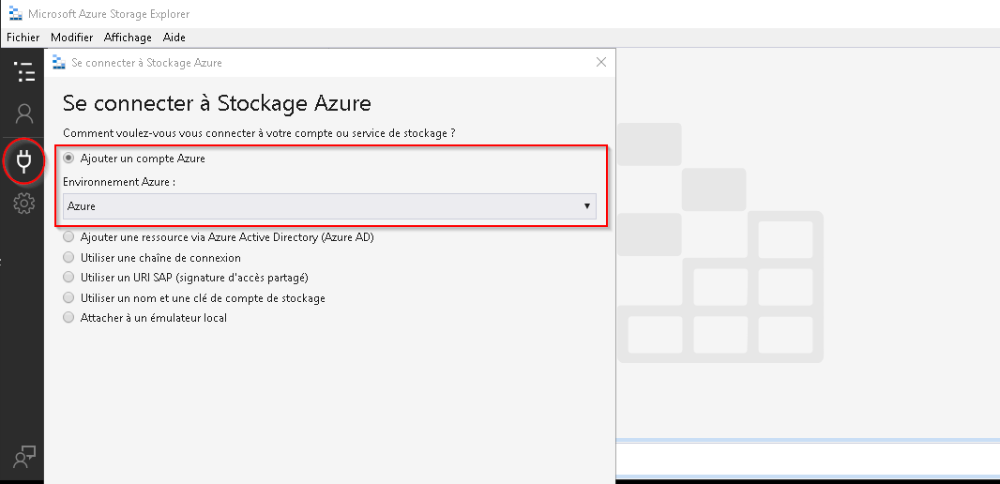 Microsoft Azure Storage Explorer
Fichier Modifier Affichage Aide
Se connecter à Stockage Azure
Se connecter à Stockage Azure
Comment voulez-vous vous connecter à votre compte ou service de stockage ?
Ajouter un compte Azure
Environnement Azure :
Azure
Ajouter une ressource via Azure Active Directory (Azure AD)
Utiliser une chaîne de connexion
Utiliser un URI SAP (signature d'accès partagé)
Utiliser un nom et une clé de compte de stockage
Attacher à un émulateur local